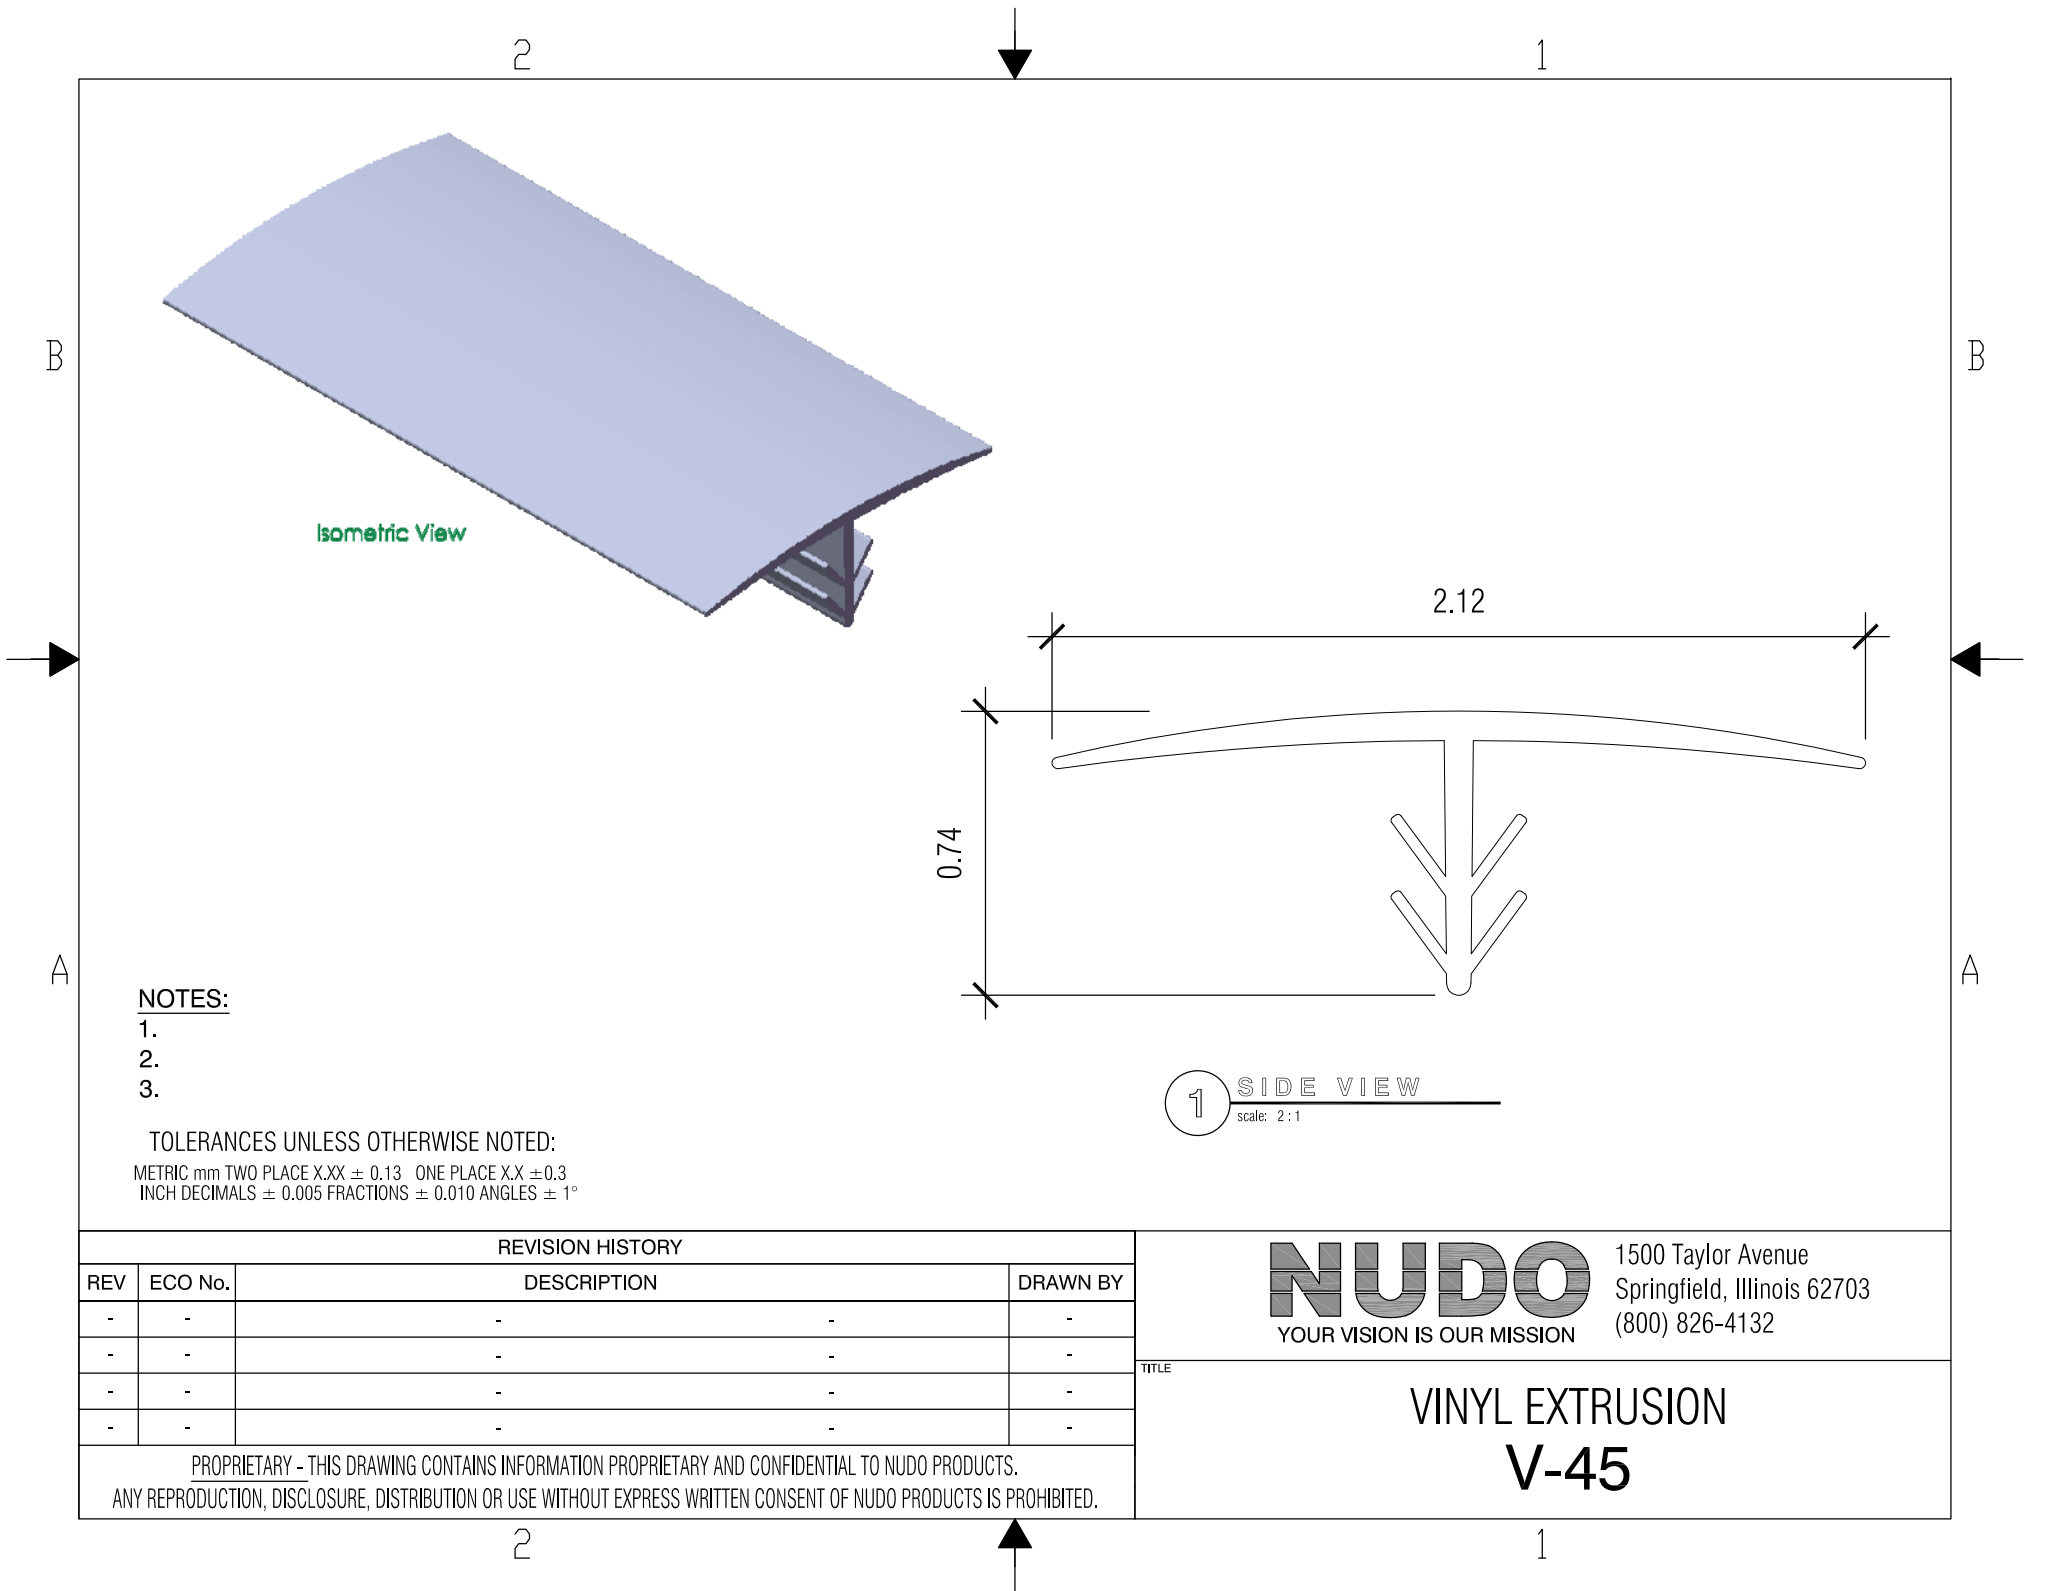 2 1
Isometric View
B B
2.12
0.74
A A
NOTES:
1.
2.
3.
1 SIDE VIEW
scale: 2 : 1
TOLERANCES UNLESS OTHERWISE NOTED:
METRIC mm TWO PLACE X.XX ± 0.13 ONE PLACE X.X ±0.3
INCH DECIMALS ± 0.005 FRACTIONS ± 0.010 ANGLES ± 1°
REVISION HISTORY
REV ECO No. DESCRIPTION DRAWN BY
- - - - -
- - - - -
- - - - -
- - - - -
PROPRIETARY - THIS DRAWING CONTAINS INFORMATION PROPRIETARY AND CONFIDENTIAL TO NUDO PRODUCTS.
ANY REPRODUCTION, DISCLOSURE, DISTRIBUTION OR USE WITHOUT EXPRESS WRITTEN CONSENT OF NUDO PRODUCTS IS PROHIBITED.
NUDO
YOUR VISION IS OUR MISSION
1500 Taylor Avenue
Springfield, Illinois 62703
(800) 826-4132
TITLE
VINYL EXTRUSION
V-45
2 1